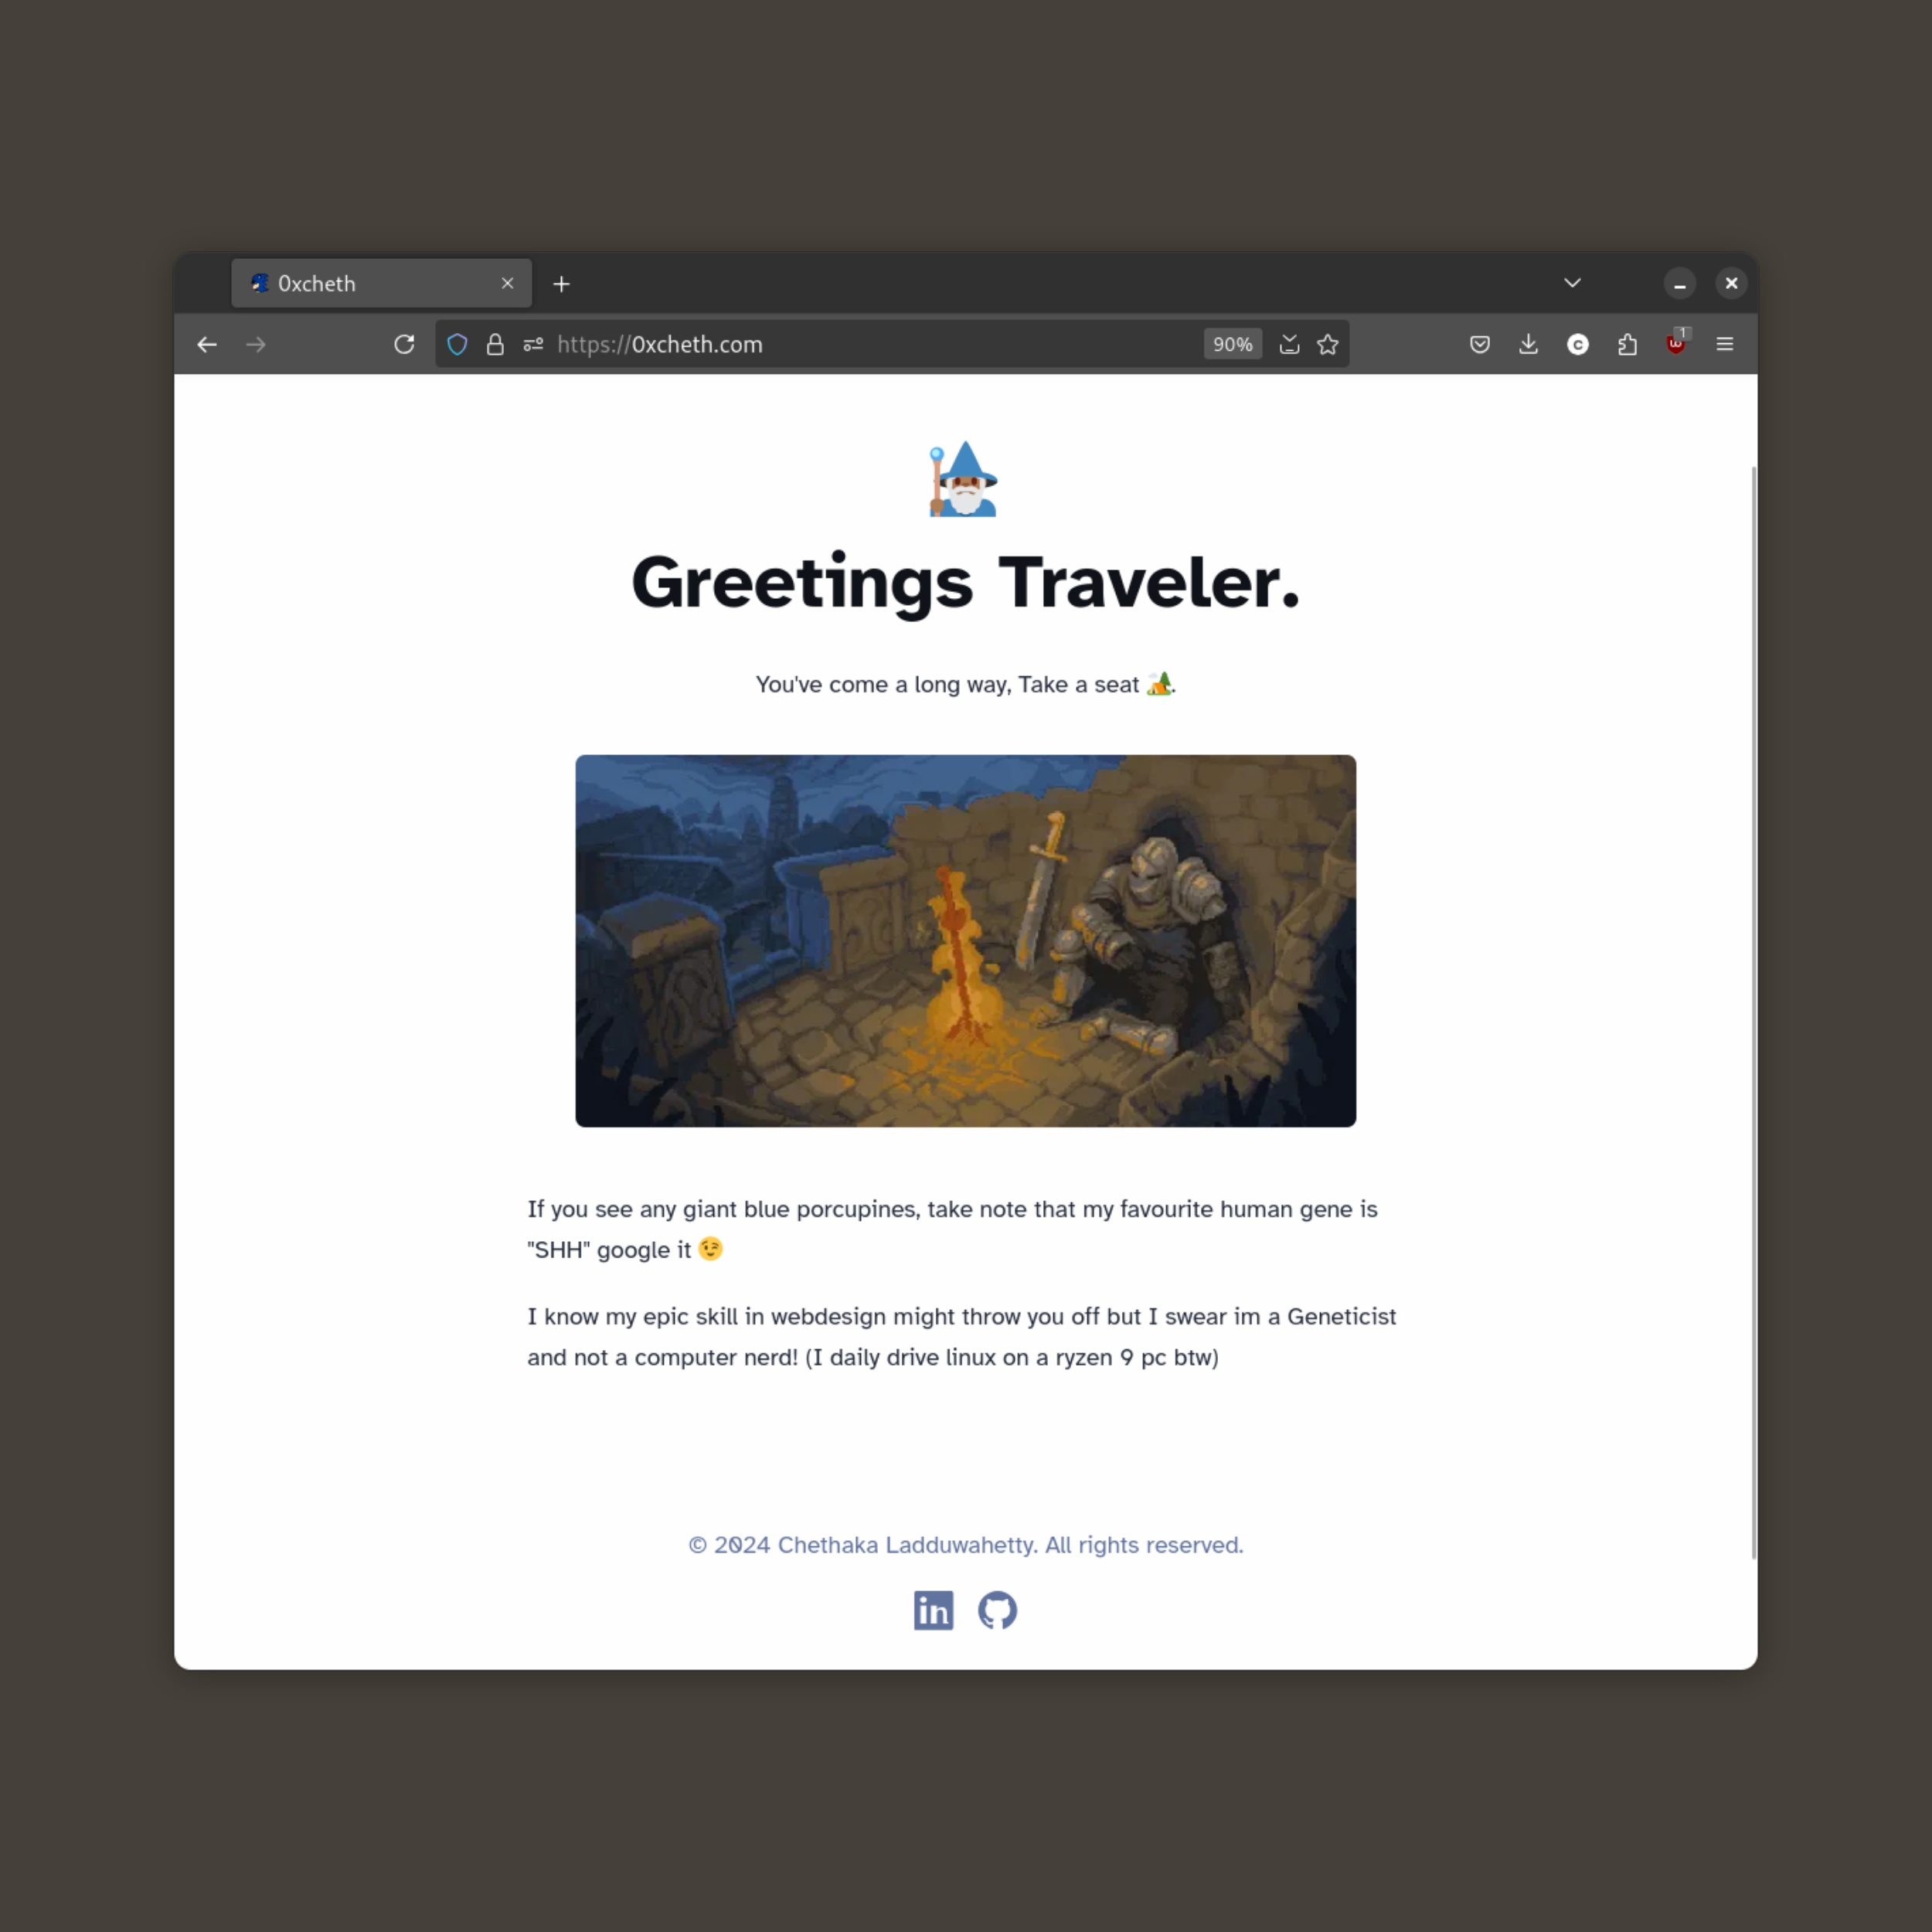 0xcheth
https://0xcheth.com
90%
1
Greetings Traveler.
You've come a long way, Take a seat 🏕️.
If you see any giant blue porcupines, take note that my favourite human gene is
"SHH" google it 😉
I know my epic skill in webdesign might throw you off but I swear im a Geneticist
and not a computer nerd! (I daily drive linux on a ryzen 9 pc btw)
© 2024 Chethaka Ladduwahetty. All rights reserved.
in